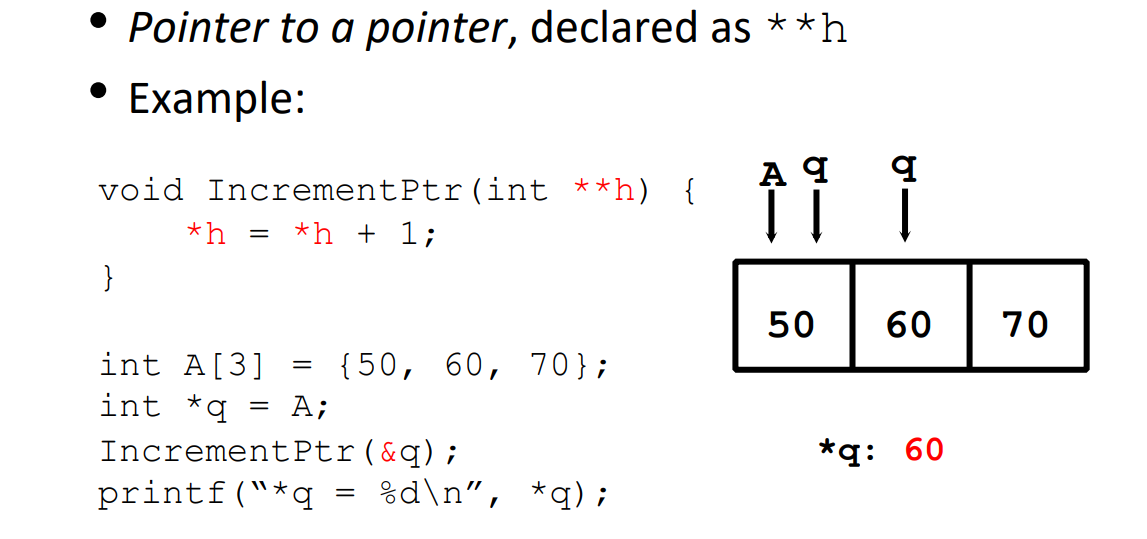 • Pointer to a pointer, declared as **h
• Example:
void IncrementPtr(int **h) {
*h = *h + 1;
}
int A[3] = {50, 60, 70};
int *q = A;
IncrementPtr(&q);
printf(“*q = %d\n”, *q);
A q q
50 60 70
*q: 60